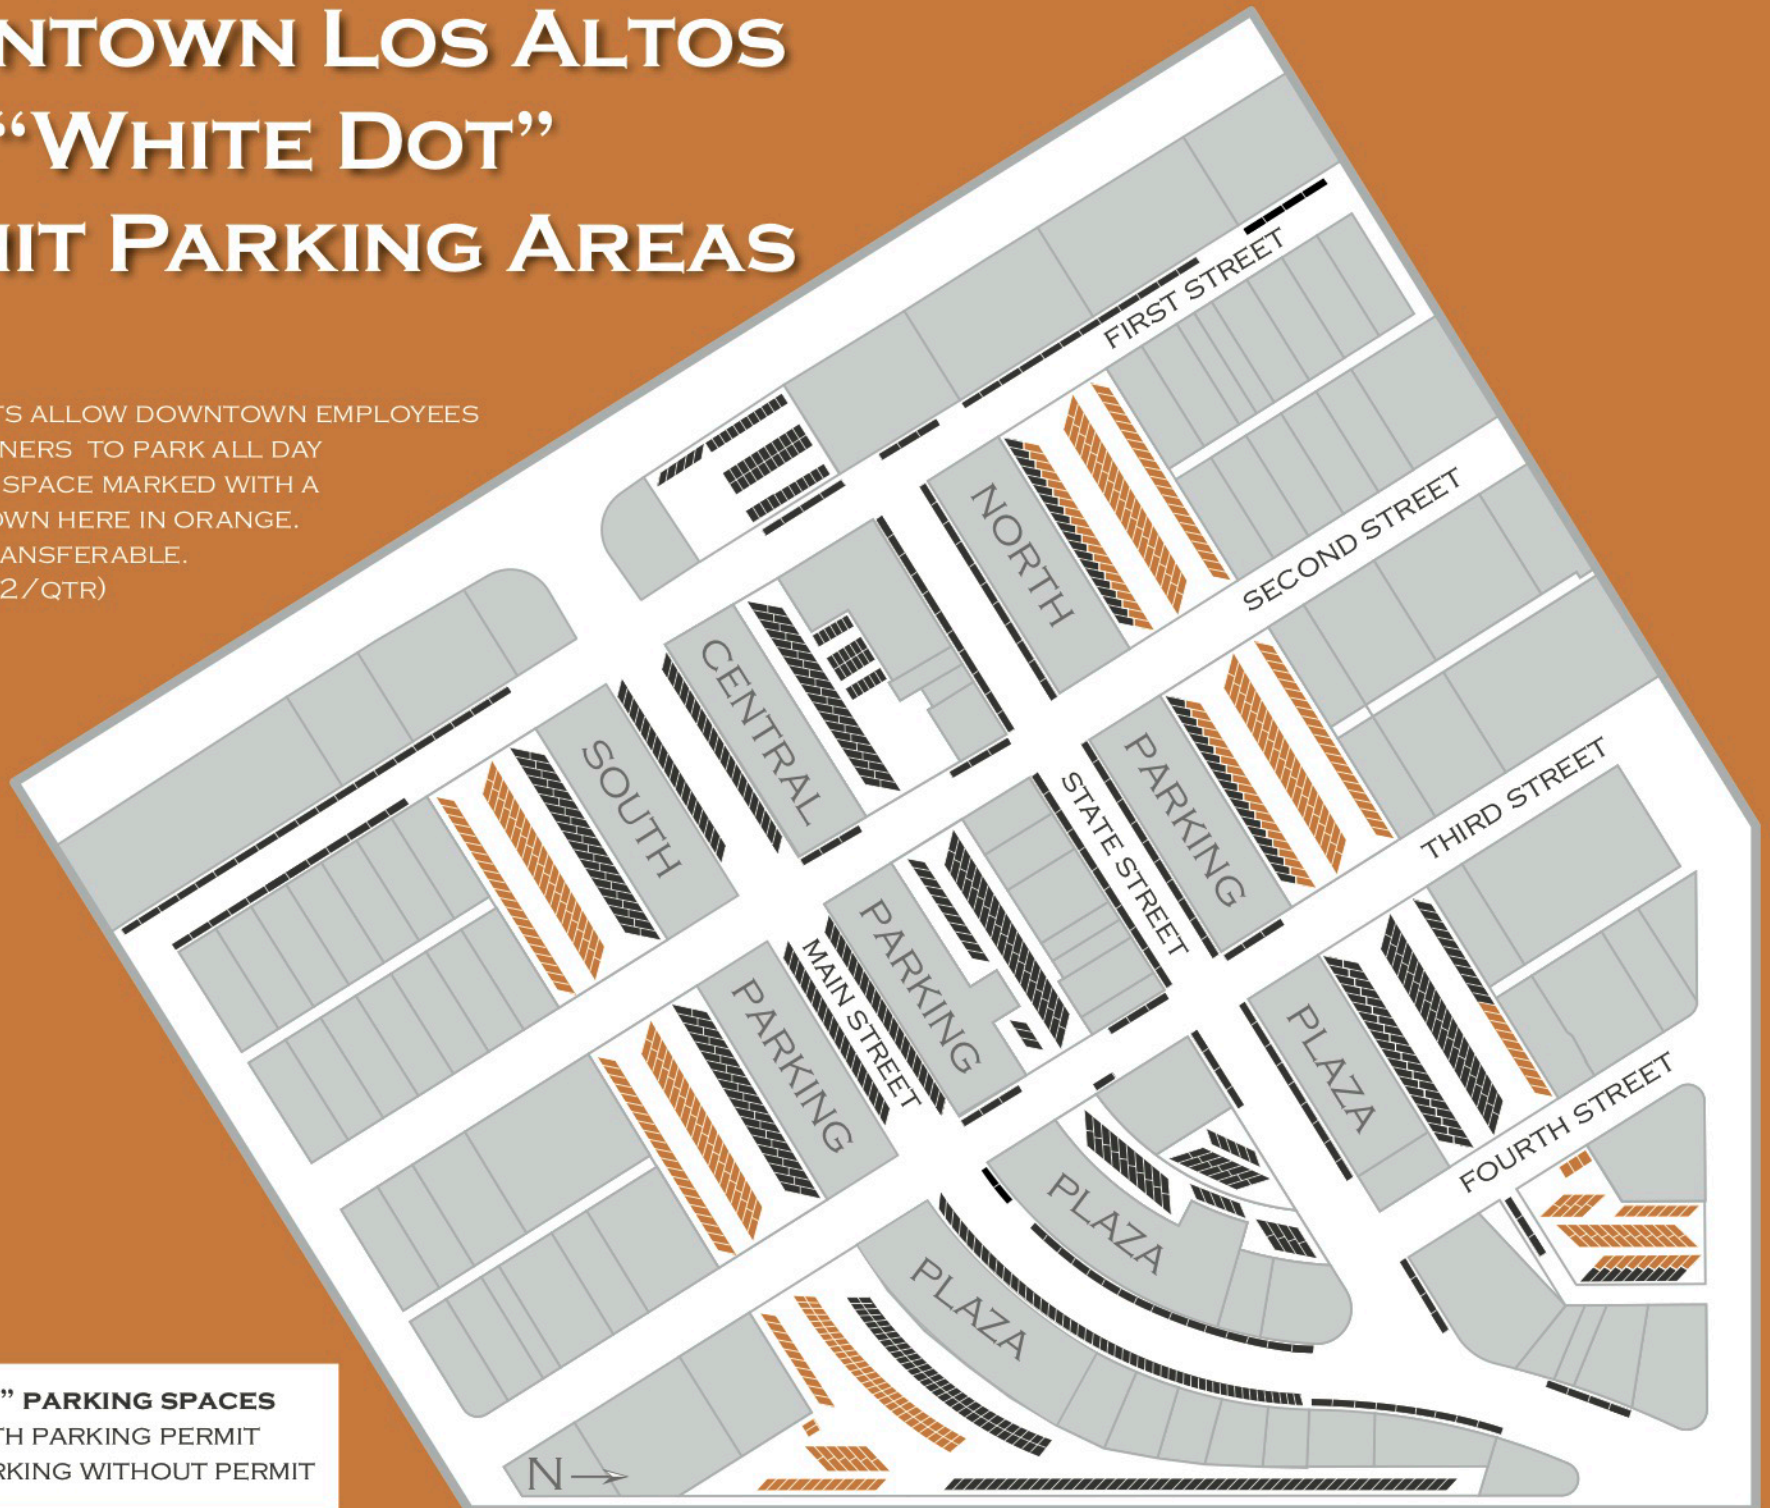 NTOWN LOS ALTOS
"WHITE DOT"
IT PARKING AREAS
TS ALLOW DOWNTOWN EMPLOYEES
NERS TO PARK ALL DAY
SPACE MARKED WITH A
OWN HERE IN ORANGE.
ANSFERABLE.
2/QTR)
FIRST STREET
NORTH
SECOND STREET
CENTRAL
SOUTH
STATE STREET
PARKING
THIRD STREET
PARKING
MAIN STREET
PARKING
PLAZA
FOURTH STREET
PLAZA
PLAZA
N
" PARKING SPACES
TH PARKING PERMIT
RKING WITHOUT PERMIT